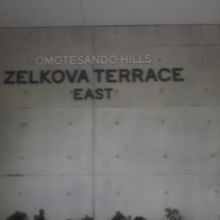 OMOTESANDO HILLS
ZELKOVA TERRACE
EAST